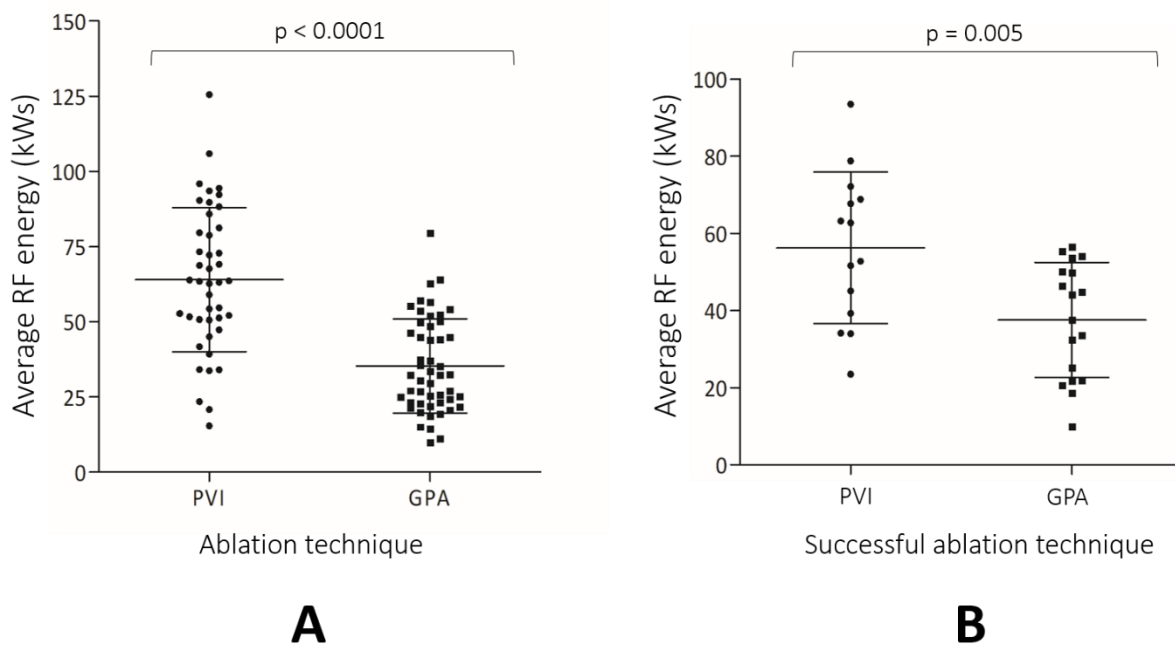 p < 0.0001
Average RF energy (kWs)
150
125
100
75
50
25
0
PVI GPA
Ablation technique
A
p = 0.005
Average RF energy (kWs)
100
80
60
40
20
0
PVI GPA
Successful ablation technique
B